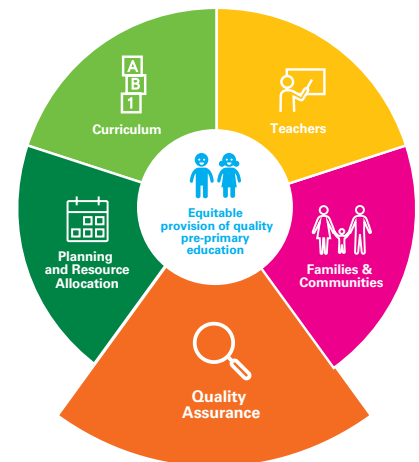 A
B
1
Curriculum
Teachers
Equitable
provision of quality
pre-primary
education
Planning
and Resource
Allocation
Families &
Communities
Quality
Assurance